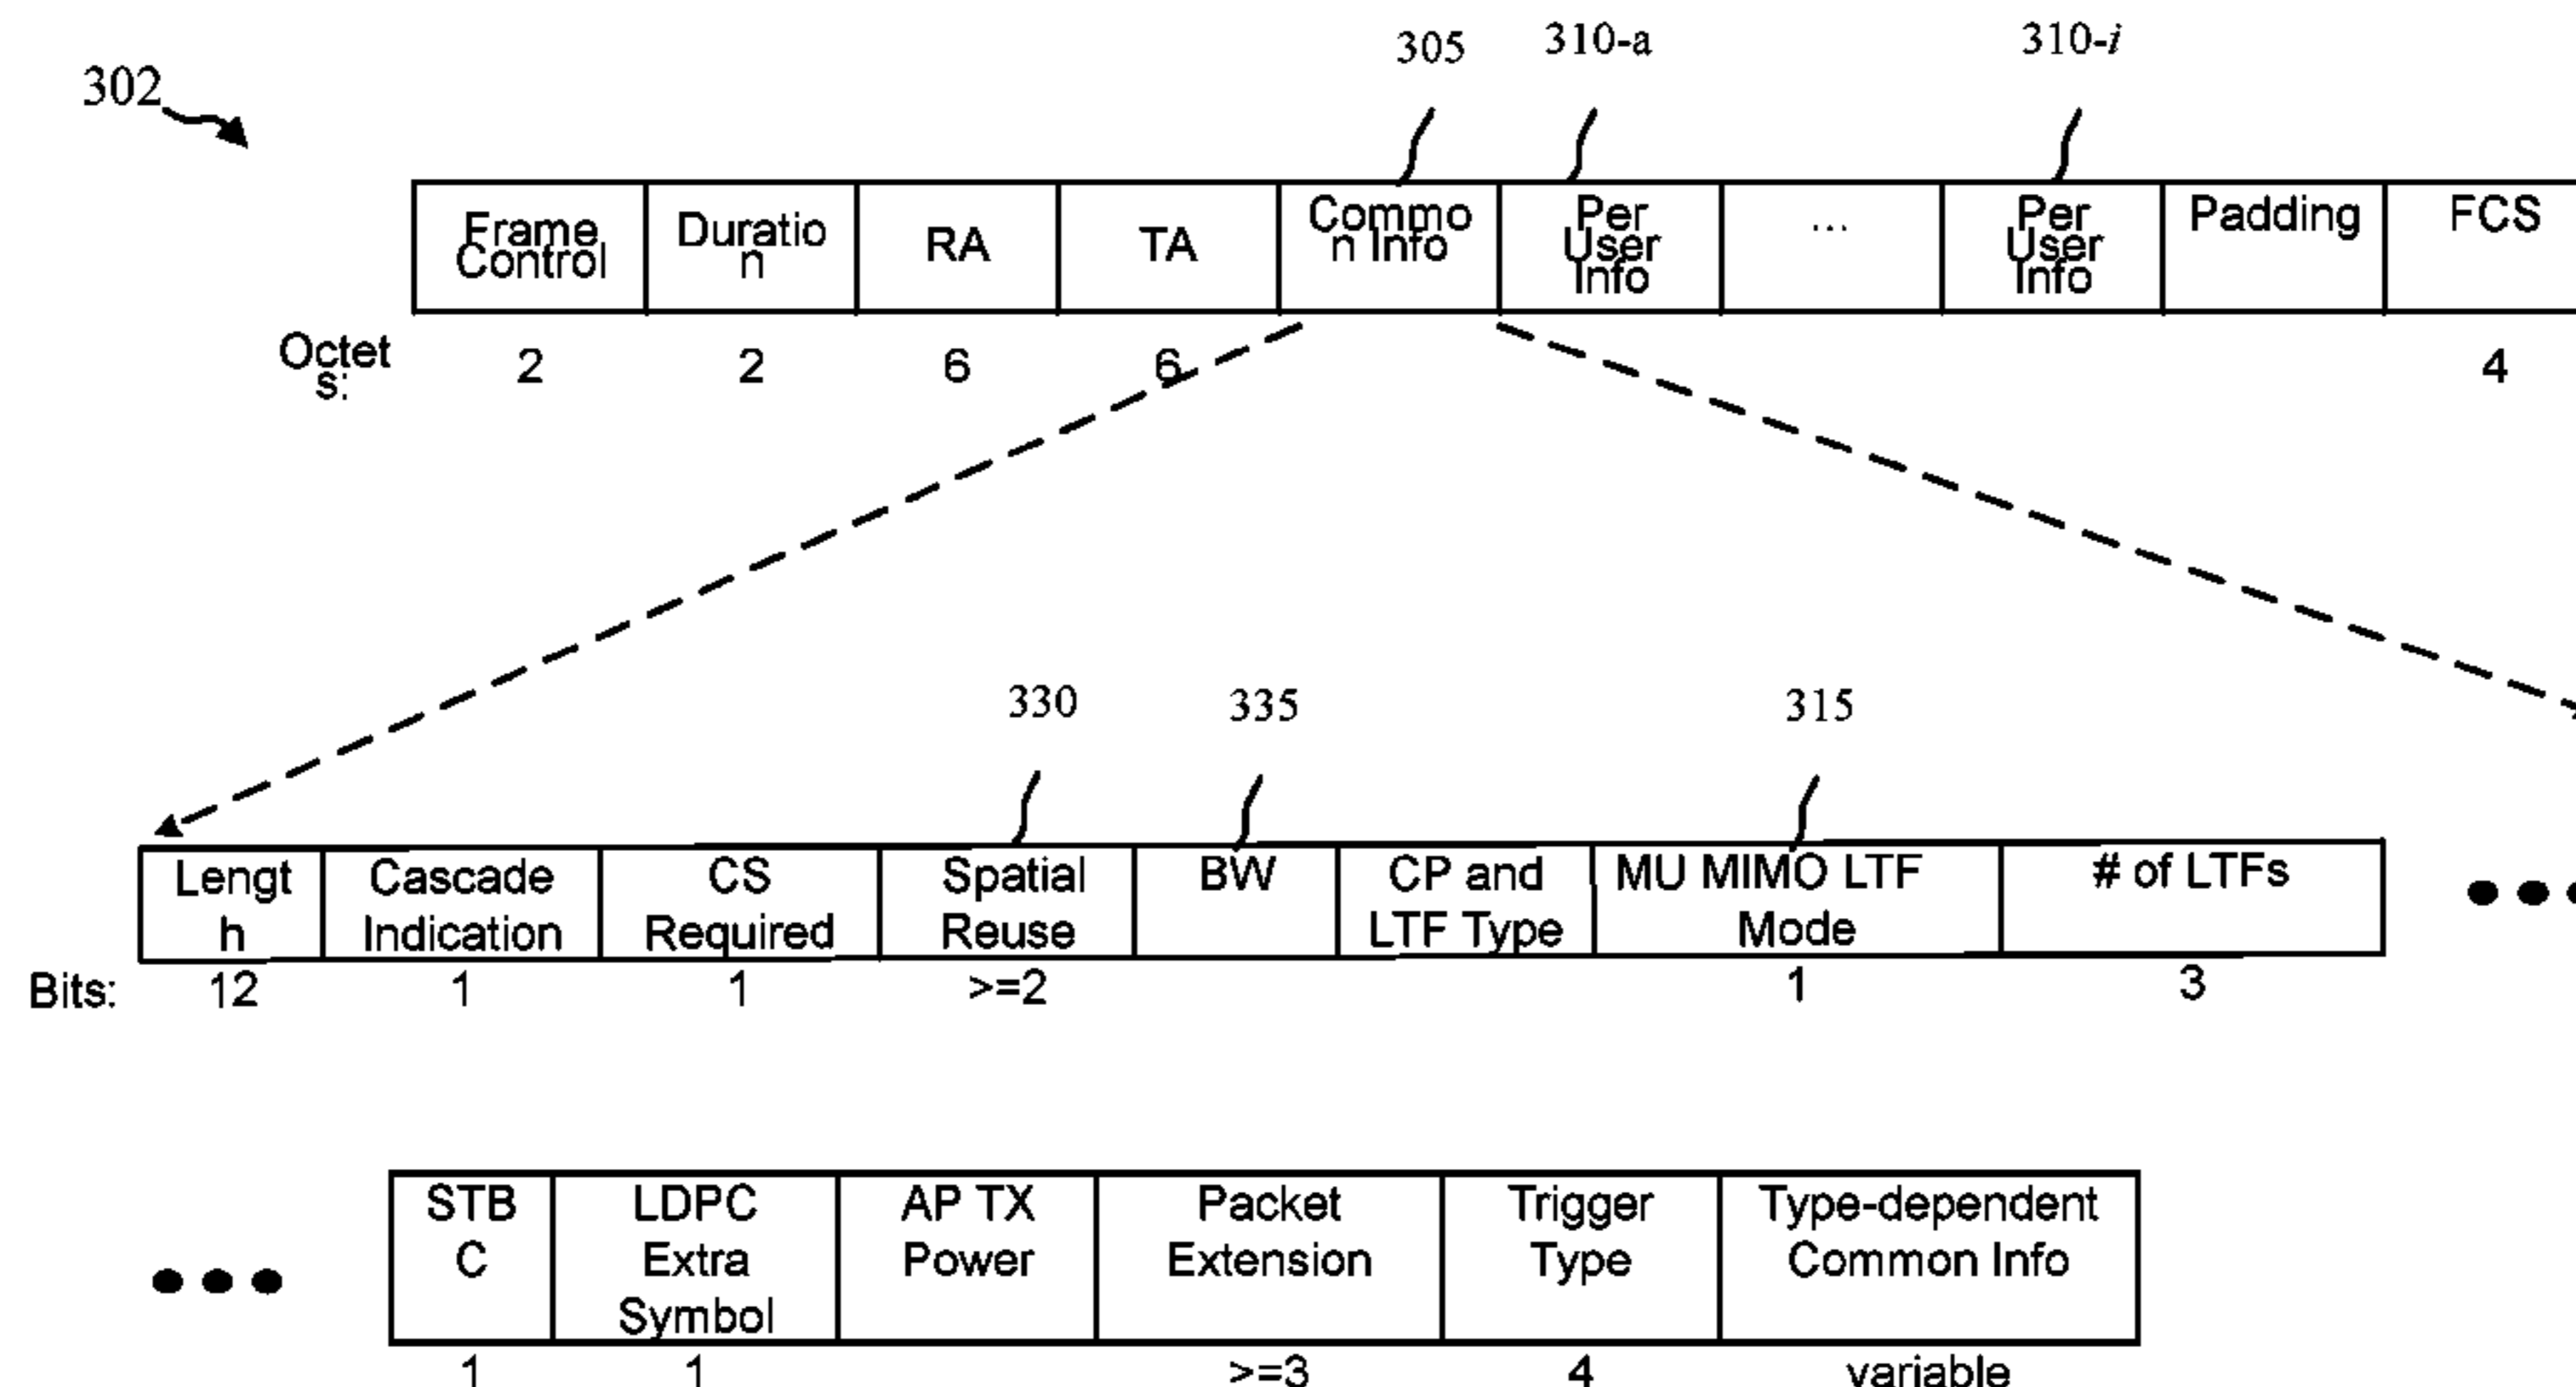 302
305
310-a
310-i
Frame Control
Duratio n
RA
TA
Commo n Info
Per User Info
...
Per User Info
Padding
FCS
Octet s:
2
2
6
6
4
330
335
315
Lengt h
Cascade Indication
CS Required
Spatial Reuse
BW
CP and LTF Type
MU MIMO LTF Mode
# of LTFs
Bits:
12
1
1
>=2
1
3
STB C
LDPC Extra Symbol
AP TX Power
Packet Extension
Trigger Type
Type-dependent Common Info
1
1
>=3
4
variable